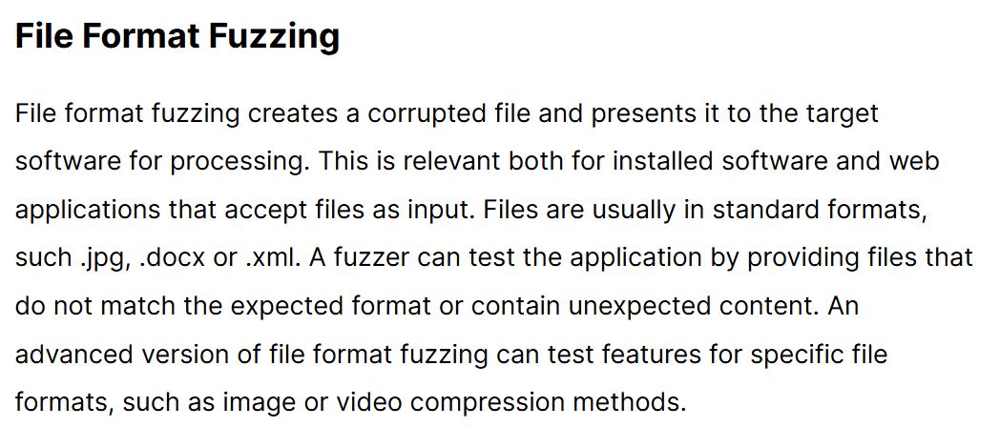 File Format Fuzzing
File format fuzzing creates a corrupted file and presents it to the target
software for processing. This is relevant both for installed software and web
applications that accept files as input. Files are usually in standard formats,
such .jpg, .docx or .xml. A fuzzer can test the application by providing files that
do not match the expected format or contain unexpected content. An
advanced version of file format fuzzing can test features for specific file
formats, such as image or video compression methods.